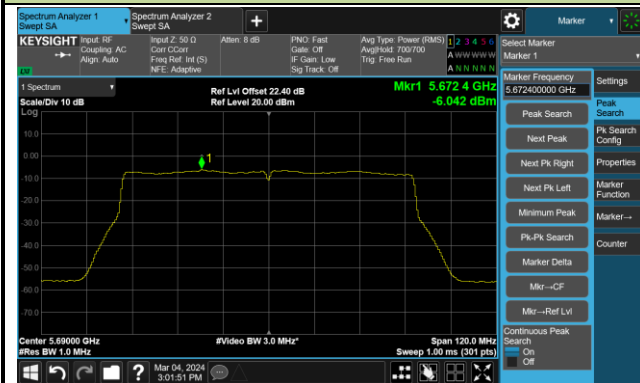 Spectrum Analyzer 1
Swept SA
Spectrum Analyzer 2
Swept SA
+
Marker
KEYSIGHT
Input: RF
Coupling: AC
Align: Auto
Input Z: 50 Ω
Corr CCorr
Freq Ref: Int (S)
NFE: Adaptive
Atten: 8 dB
PNO: Fast
Gate: Off
IF Gain: Low
Sig Track: Off
Avg Type: Power (RMS)
Avg|Hold: 700/700
Trig: Free Run
1 2 3 4 5 6
A W W W W W
A N N N N N
LXI
Select Marker
Marker 1
1 Spectrum
Scale/Div 10 dB
Ref Lvl Offset 22.40 dB
Ref Level 20.00 dBm
Mkr1 5.672 4 GHz
-6.042 dBm
Log
10.0
0.00
-10.0
-20.0
-30.0
-40.0
-50.0
-60.0
-70.0
1
Center 5.69000 GHz
#Res BW 1.0 MHz
#Video BW 3.0 MHz*
Span 120.0 MHz
Sweep 1.00 ms (301 pts)
Marker Frequency
5.672400000 GHz
Peak Search
Next Peak
Next Pk Right
Next Pk Left
Minimum Peak
Pk-Pk Search
Marker Delta
Mkr→CF
Mkr→Ref Lvl
Continuous Peak
Search
On
Off
Settings
Peak
Search
Pk Search
Config
Properties
Marker
Function
Marker→
Counter
?
Mar 04, 2024
3:01:51 PM